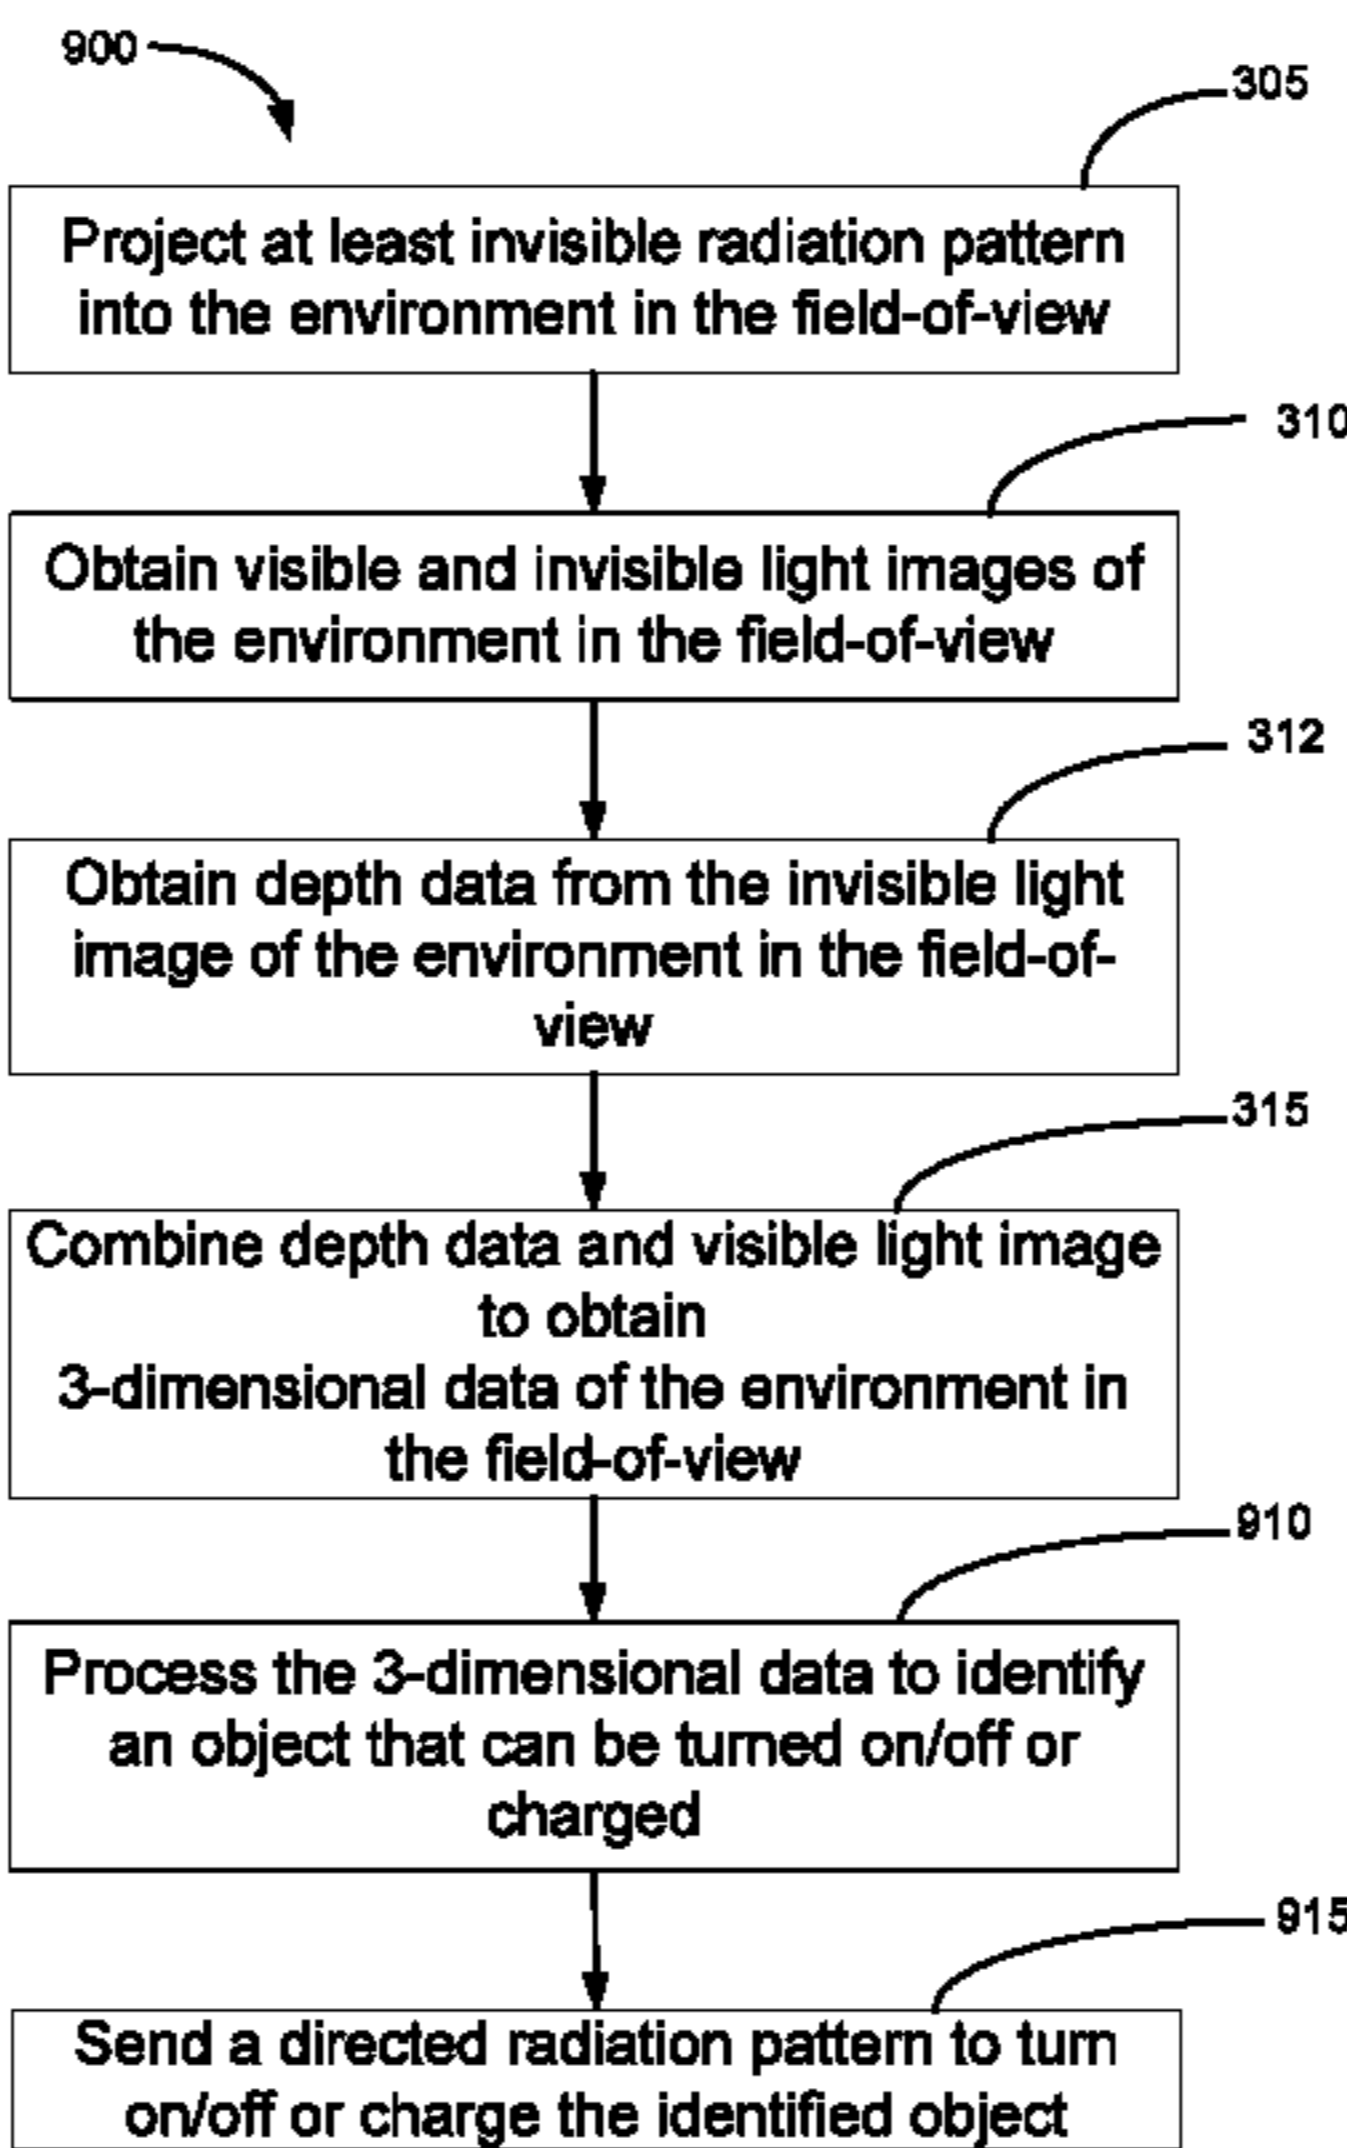 900
305
Project at least invisible radiation pattern
into the environment in the field-of-view
310
Obtain visible and invisible light images of
the environment in the field-of-view
312
Obtain depth data from the invisible light
image of the environment in the field-of-
view
315
Combine depth data and visible light image
to obtain
3-dimensional data of the environment in
the field-of-view
910
Process the 3-dimensional data to identify
an object that can be turned on/off or
charged
915
Send a directed radiation pattern to turn
on/off or charge the identified object